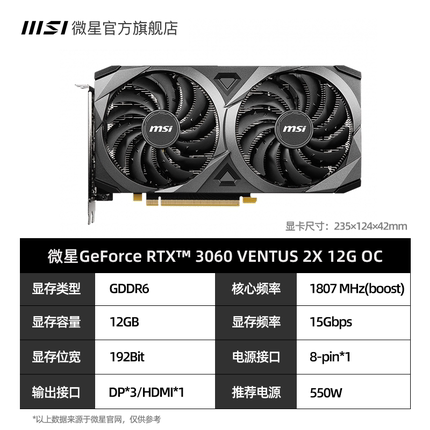 msi 微星官方旗舰店
msi msi
显卡尺寸：235×124×42mm
微星GeForce RTX™ 3060 VENTUS 2X 12G OC
显存类型 GDDR6 核心频率 1807 MHz(boost)
显存容量 12GB 显存频率 15Gbps
显存位宽 192Bit 电源接口 8-pin*1
输出接口 DP*3/HDMI*1 推荐电源 550W
*以上数据来源于微星官网，仅供参考